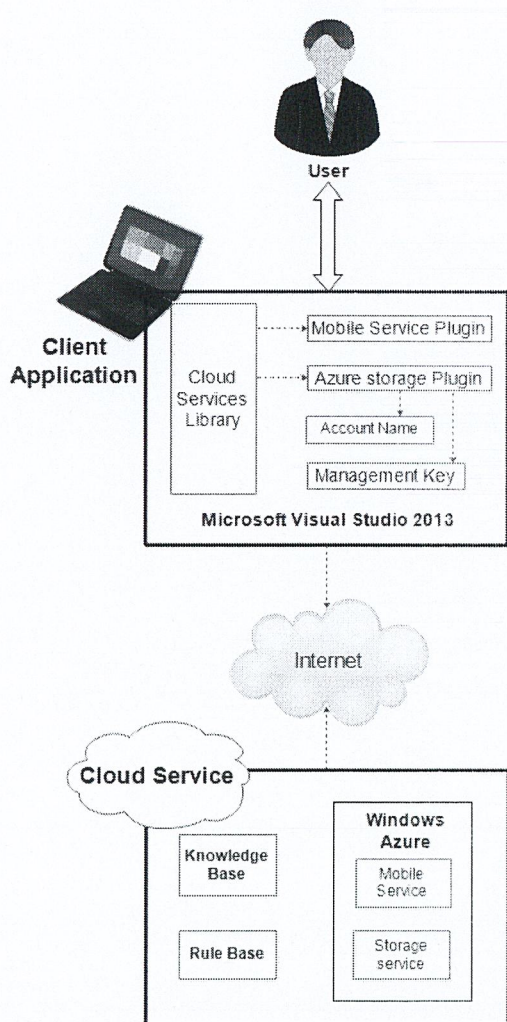 User
Client
Application
Cloud
Services
Library
Mobile Service Plugin
Azure storage Plugin
Account Name
Management Key
Microsoft Visual Studio 2013
Internet
Cloud Service
Knowledge
Base
Rule Base
Windows
Azure
Mobile
Service
Storage
service